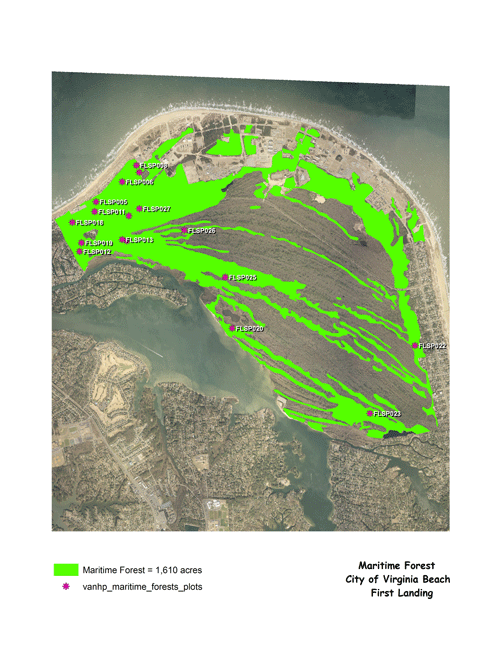 FLSP008
FLSP006
FLSP005
FLSP027
FLSP011
FLSP018
FLSP026
FLSP013
FLSP010
FLSP012
FLSP025
FLSP020
FLSP022
FLSP023
Maritime Forest = 1,610 acres
vanhp_maritime_forests_plots
Maritime Forest
City of Virginia Beach
First Landing